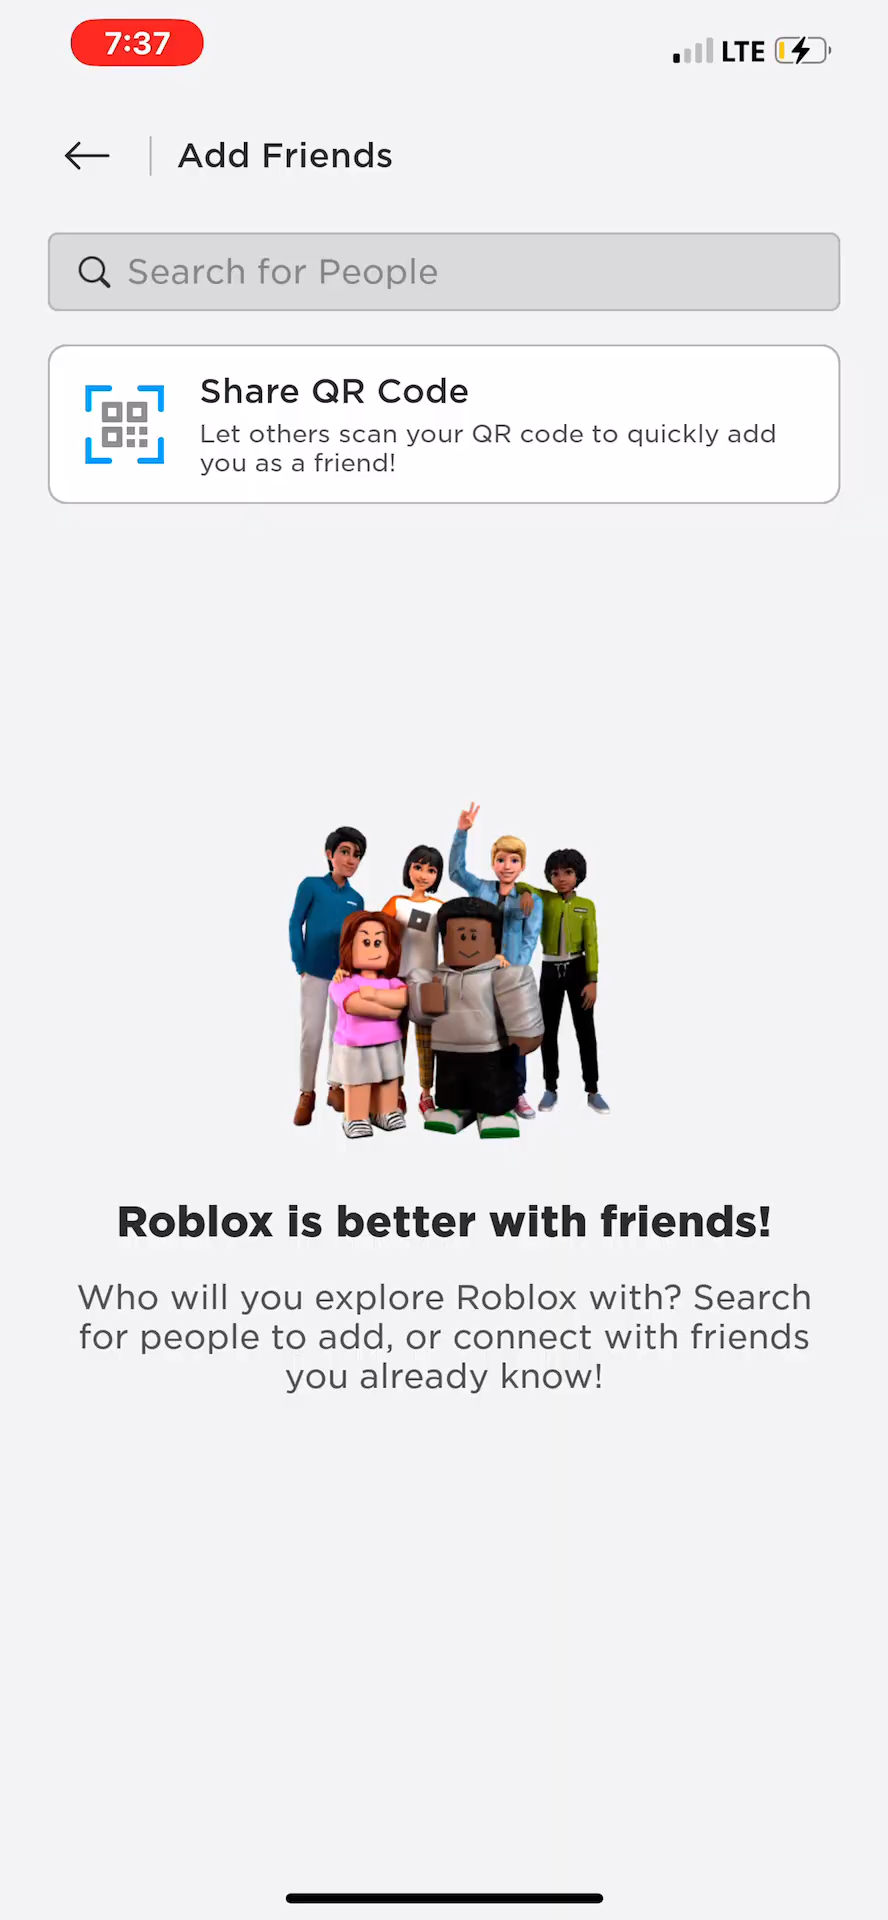 7:37
LTE
Add Friends
Search for People
Share QR Code
Let others scan your QR code to quickly add
you as a friend!
Roblox is better with friends!
Who will you explore Roblox with? Search
for people to add, or connect with friends
you already know!